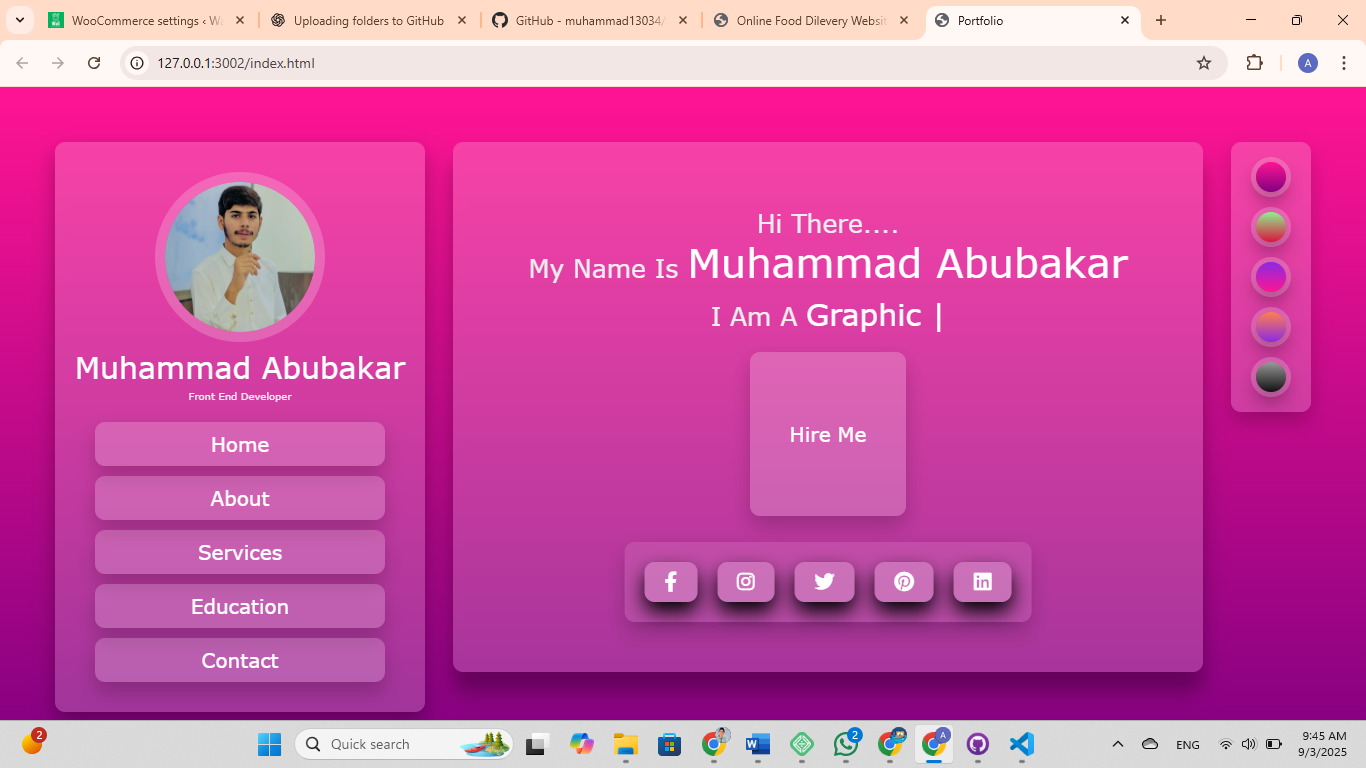 WooCommerce settings ‹ W
Uploading folders to GitHub
GitHub - muhammad13034/
Online Food Dilevery Websit
Portfolio
127.0.0.1:3002/index.html
A
Muhammad Abubakar
Front End Developer
Home
About
Services
Education
Contact
Hi There....
My Name Is Muhammad Abubakar
I Am A Graphic |
Hire Me
2
Quick search
2
A
ENG
9:45 AM
9/3/2025